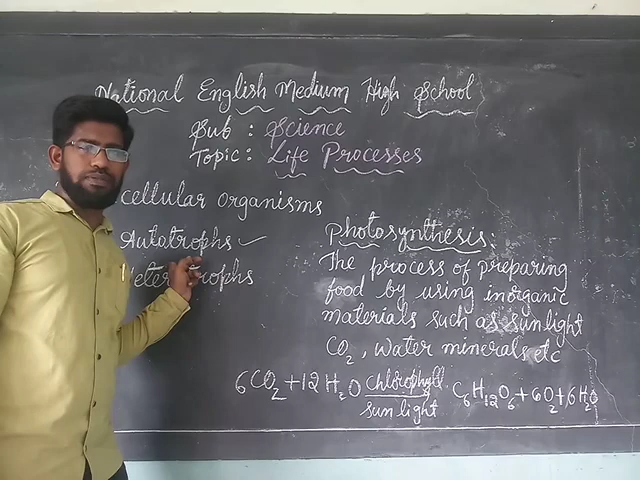 National English Medium High School
Sub : Science
Topic: Life Processes
cellular organisms
Autotrophs ✓
Heterotrophs
Photosynthesis:
The process of preparing
food by using inorganic
materials such as sunlight
CO₂, water minerals etc
6CO₂ + 12H₂O chlorophyll sunlight C₆H₁₂O₆ + 6O₂ + 6H₂O